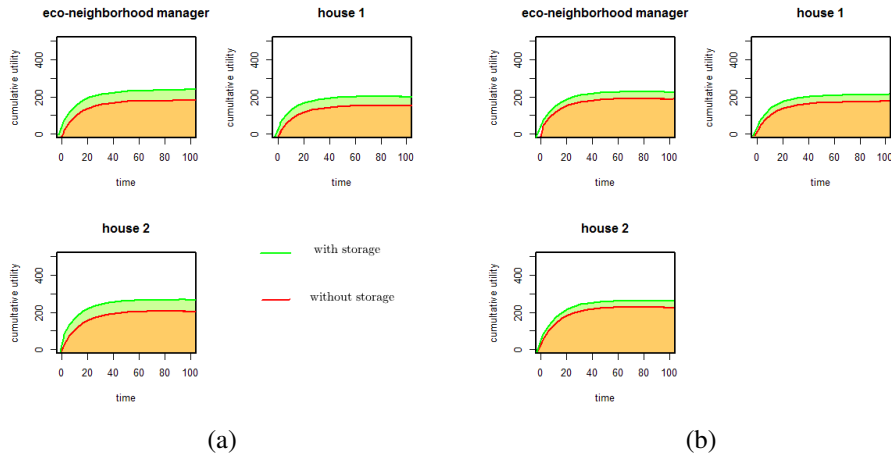 eco-neighborhood manager
cumulative utility
400
200
0
0 20 40 60 80 100
time
house 1
cumultative utility
400
200
0
0 20 40 60 80 100
time
house 2
cumulative utility
400
200
0
0 20 40 60 80 100
time
with storage
without storage
(a)
eco-neighborhood manager
cumulative utility
400
200
0
0 20 40 60 80 100
time
house 1
cumultative utility
400
200
0
0 20 40 60 80 100
time
house 2
cumulative utility
400
200
0
0 20 40 60 80 100
time
(b)